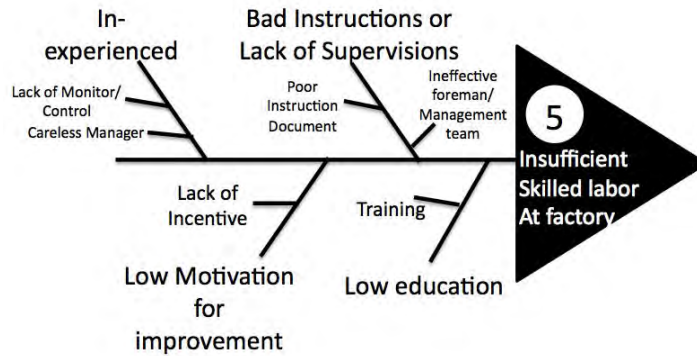 In-
experienced
Lack of Monitor/
Control
Careless Manager
Bad Instructions or
Lack of Supervisions
Poor
Instruction
Document
Ineffective
foreman/
Management
team
5
Insufficient
Skilled labor
At factory
Lack of
Incentive
Low Motivation
for
improvement
Training
Low education